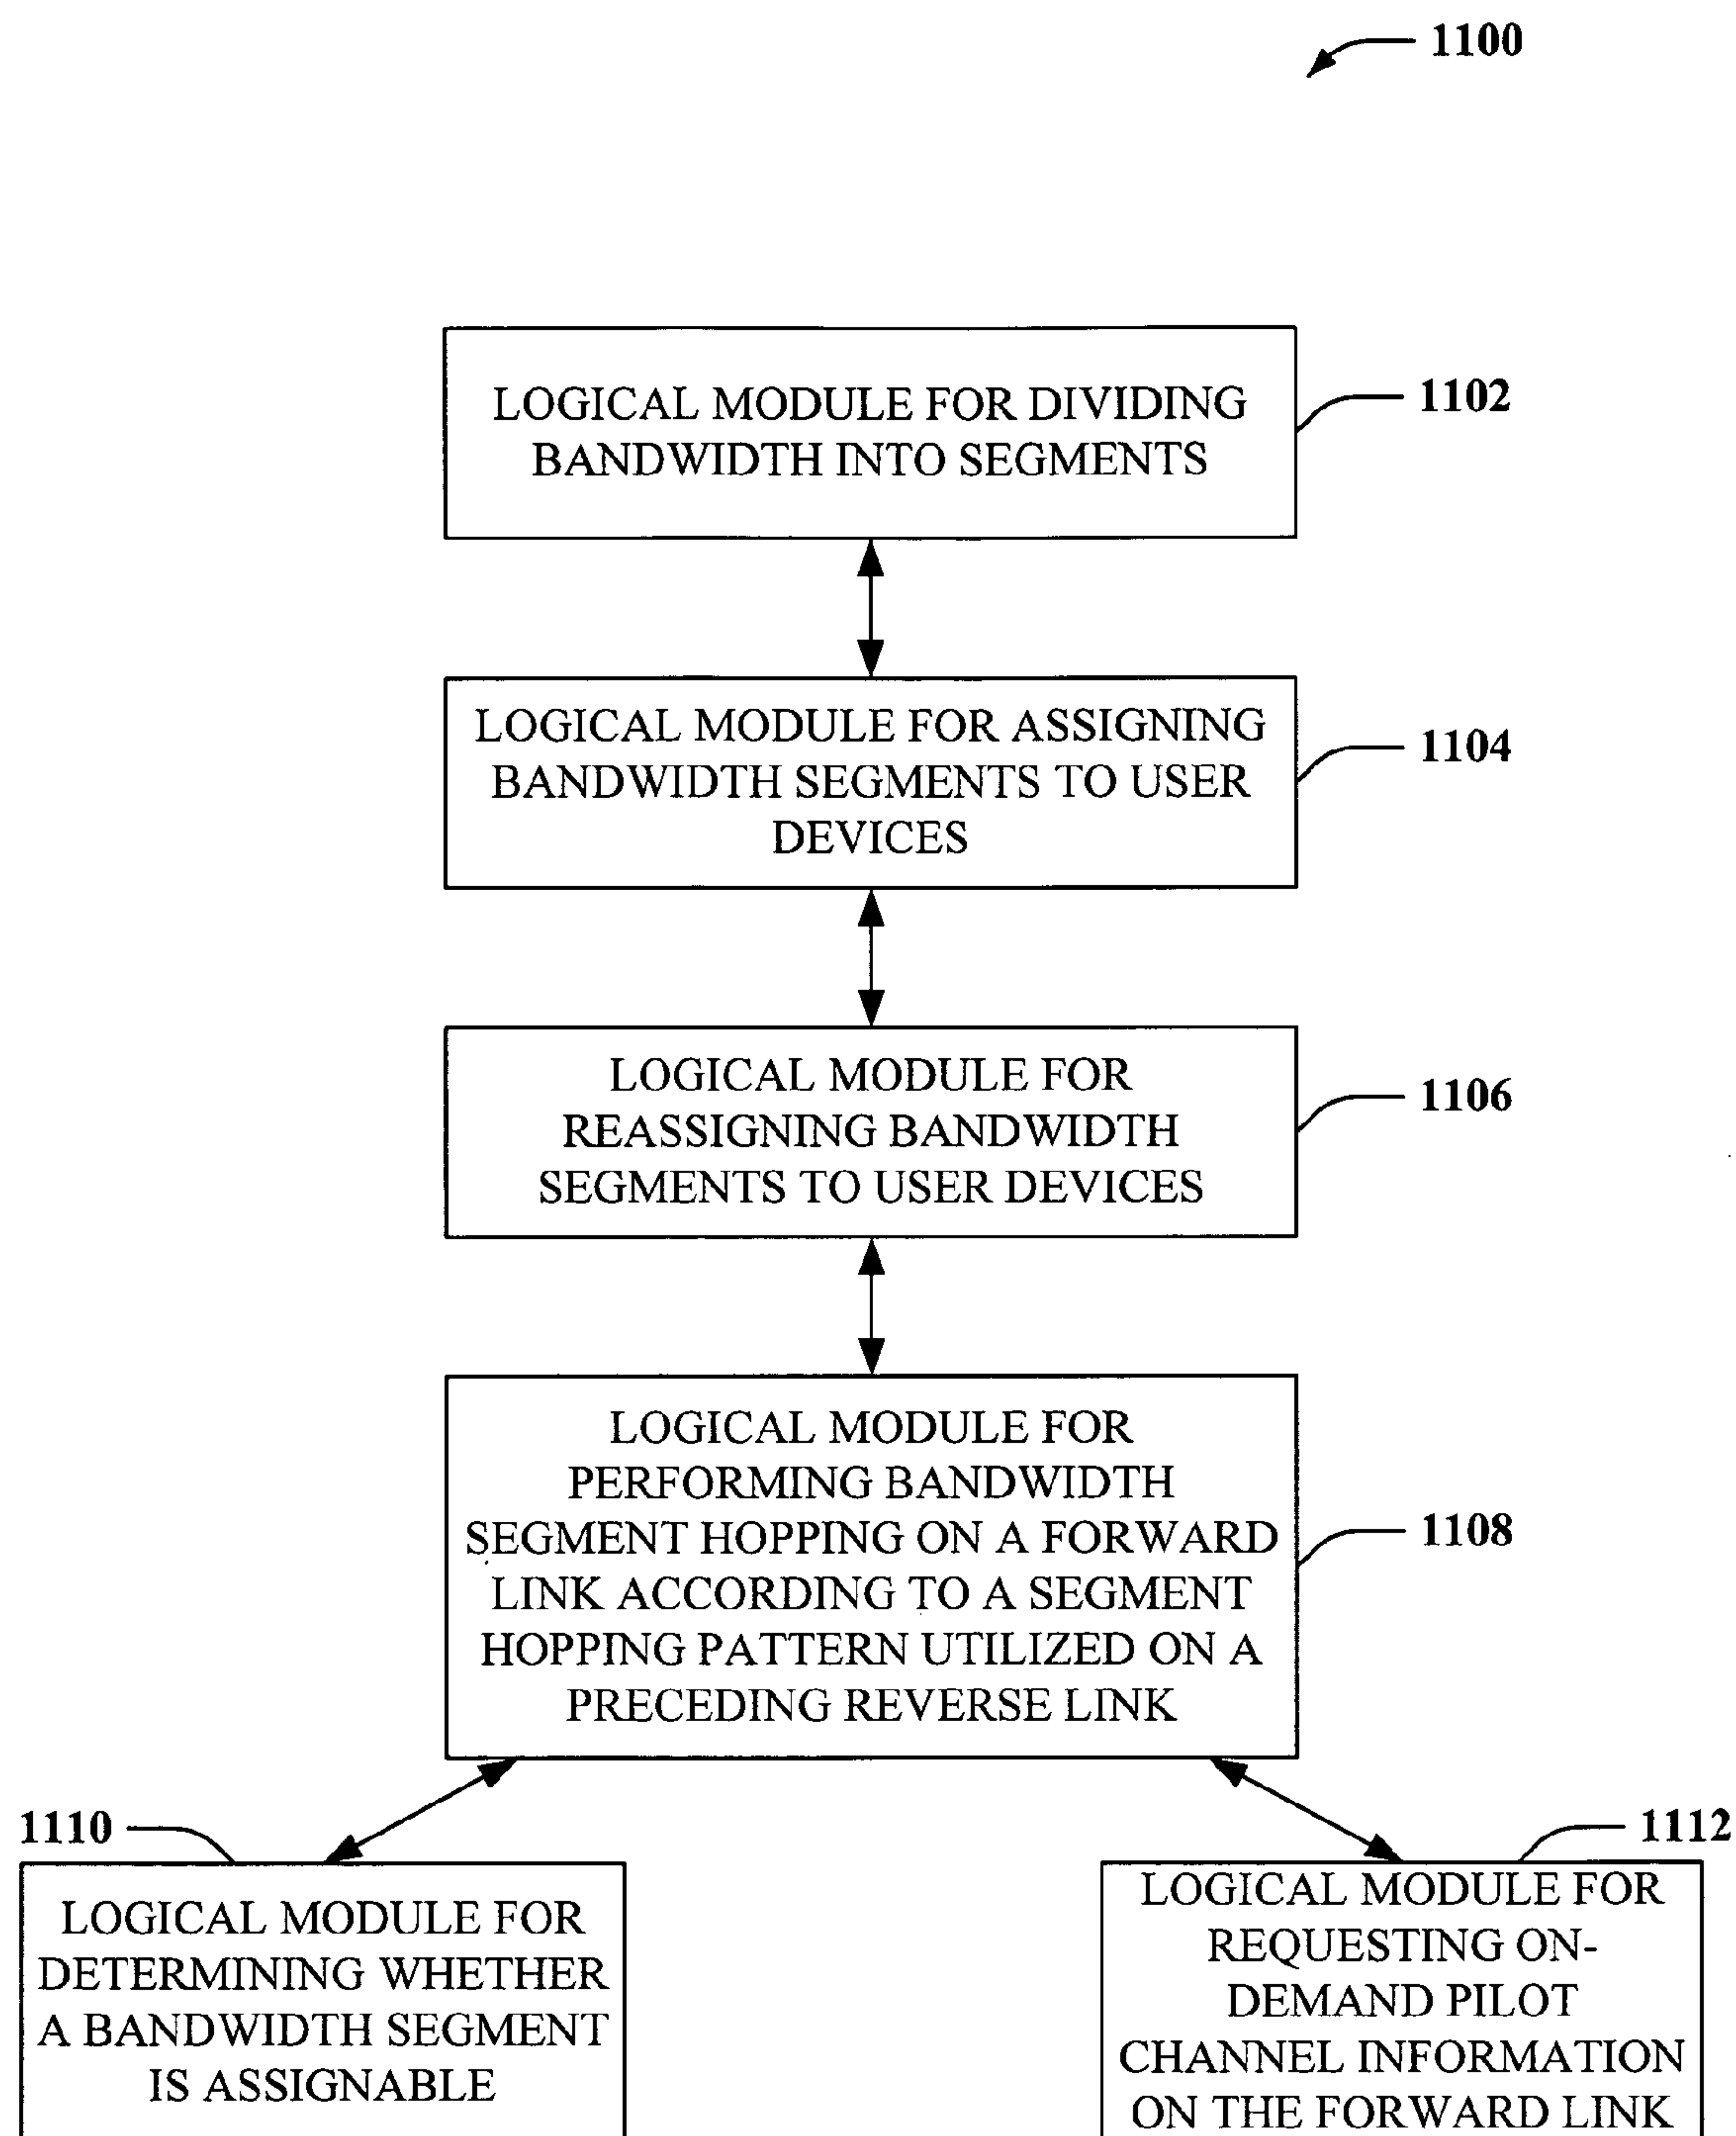 1100
LOGICAL MODULE FOR DIVIDING
BANDWIDTH INTO SEGMENTS
1102
LOGICAL MODULE FOR ASSIGNING
BANDWIDTH SEGMENTS TO USER
DEVICES
1104
LOGICAL MODULE FOR
REASSIGNING BANDWIDTH
SEGMENTS TO USER DEVICES
1106
LOGICAL MODULE FOR
PERFORMING BANDWIDTH
SEGMENT HOPPING ON A FORWARD
LINK ACCORDING TO A SEGMENT
HOPPING PATTERN UTILIZED ON A
PRECEDING REVERSE LINK
1108
1110
LOGICAL MODULE FOR
DETERMINING WHETHER
A BANDWIDTH SEGMENT
IS ASSIGNABLE
1112
LOGICAL MODULE FOR
REQUESTING ON-
DEMAND PILOT
CHANNEL INFORMATION
ON THE FORWARD LINK